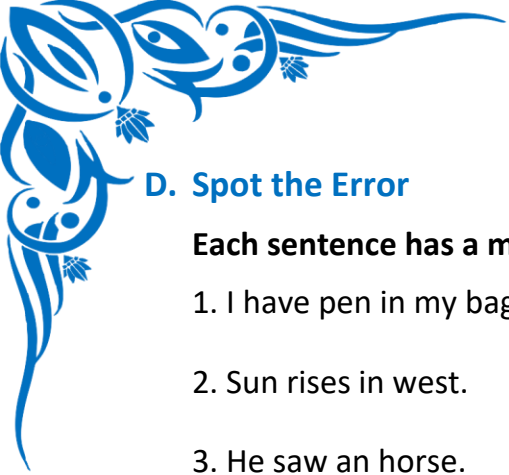 D. Spot the Error
Each sentence has a
1. I have pen in my bag
2. Sun rises in west.
3. He saw an horse.